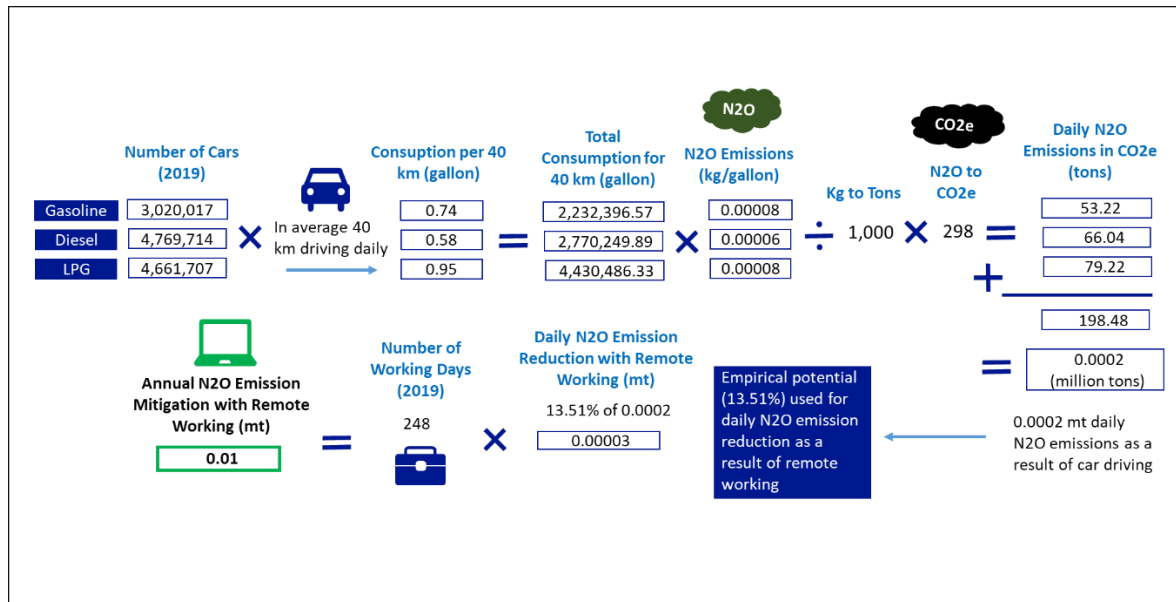 N2O
CO2e
Number of Cars
(2019)
Consuption per 40
km (gallon)
Total
Consumption for
40 km (gallon)
N2O Emissions
(kg/gallon)
Kg to Tons
N2O to
CO2e
Daily N2O
Emissions in CO2e
(tons)
Gasoline
3,020,017
Diesel
4,769,714
LPG
4,661,707
×
In average 40
km driving daily
0.74
0.58
0.95
=
2,232,396.57
2,770,249.89
4,430,486.33
×
0.00008
0.00006
0.00008
÷
1,000
×
298
=
53.22
66.04
79.22
+
198.48
=
0.0002
(million tons)
Annual N2O Emission
Mitigation with Remote
Working (mt)
0.01
=
Number of
Working Days
(2019)
248
×
Daily N2O Emission
Reduction with Remote
Working (mt)
13.51% of 0.0002
0.00003
Empirical potential
(13.51%) used for
daily N2O emission
reduction as a
result of remote
working
0.0002 mt daily
N2O emissions as a
result of car driving